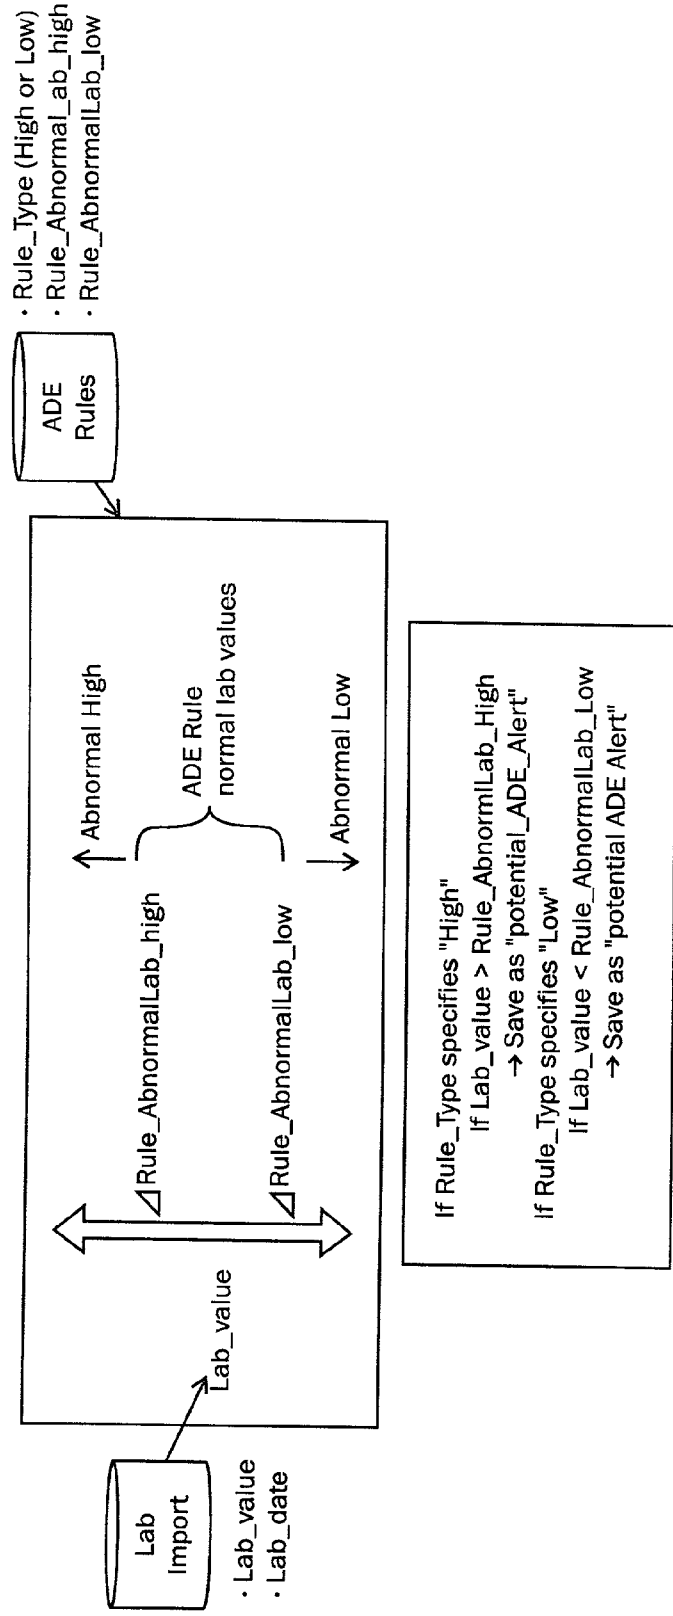 Lab
Import
· Lab_value
· Lab_date
Lab_value
Rule_AbnormalLab_high
Rule_AbnormalLab_low
Abnormal High
ADE Rule
normal lab values
Abnormal Low
ADE
Rules
· Rule_Type (High or Low)
· Rule_Abnormal_ab_high
· Rule_AbnormalLab_low
If Rule_Type specifies "High"
If Lab_value > Rule_AbnormlLab_High
→ Save as "potential_ADE_Alert"
If Rule_Type specifies "Low"
If Lab_value < Rule_AbnormalLab_Low
→ Save as "potential ADE Alert"